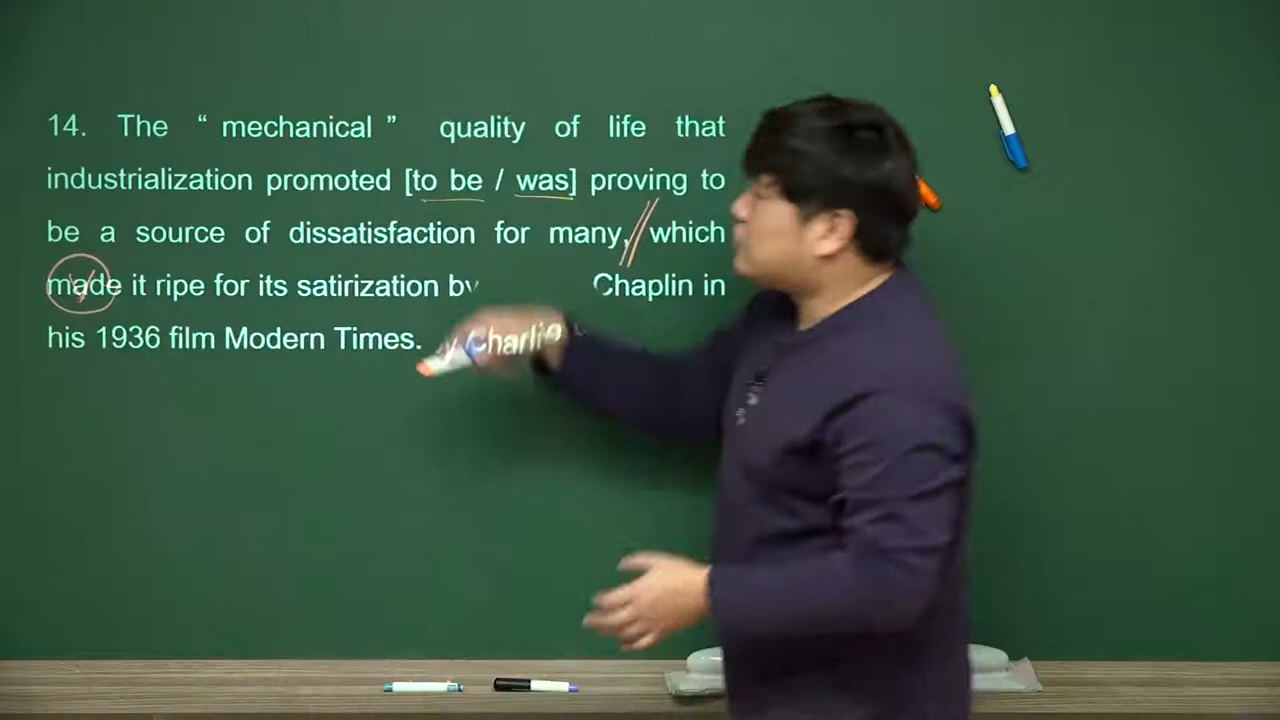 14. The “ mechanical ” quality of life that
industrialization promoted [to be / was] proving to
be a source of dissatisfaction for many, which
made it ripe for its satirization by Charlie Chaplin in
his 1936 film Modern Times.
V